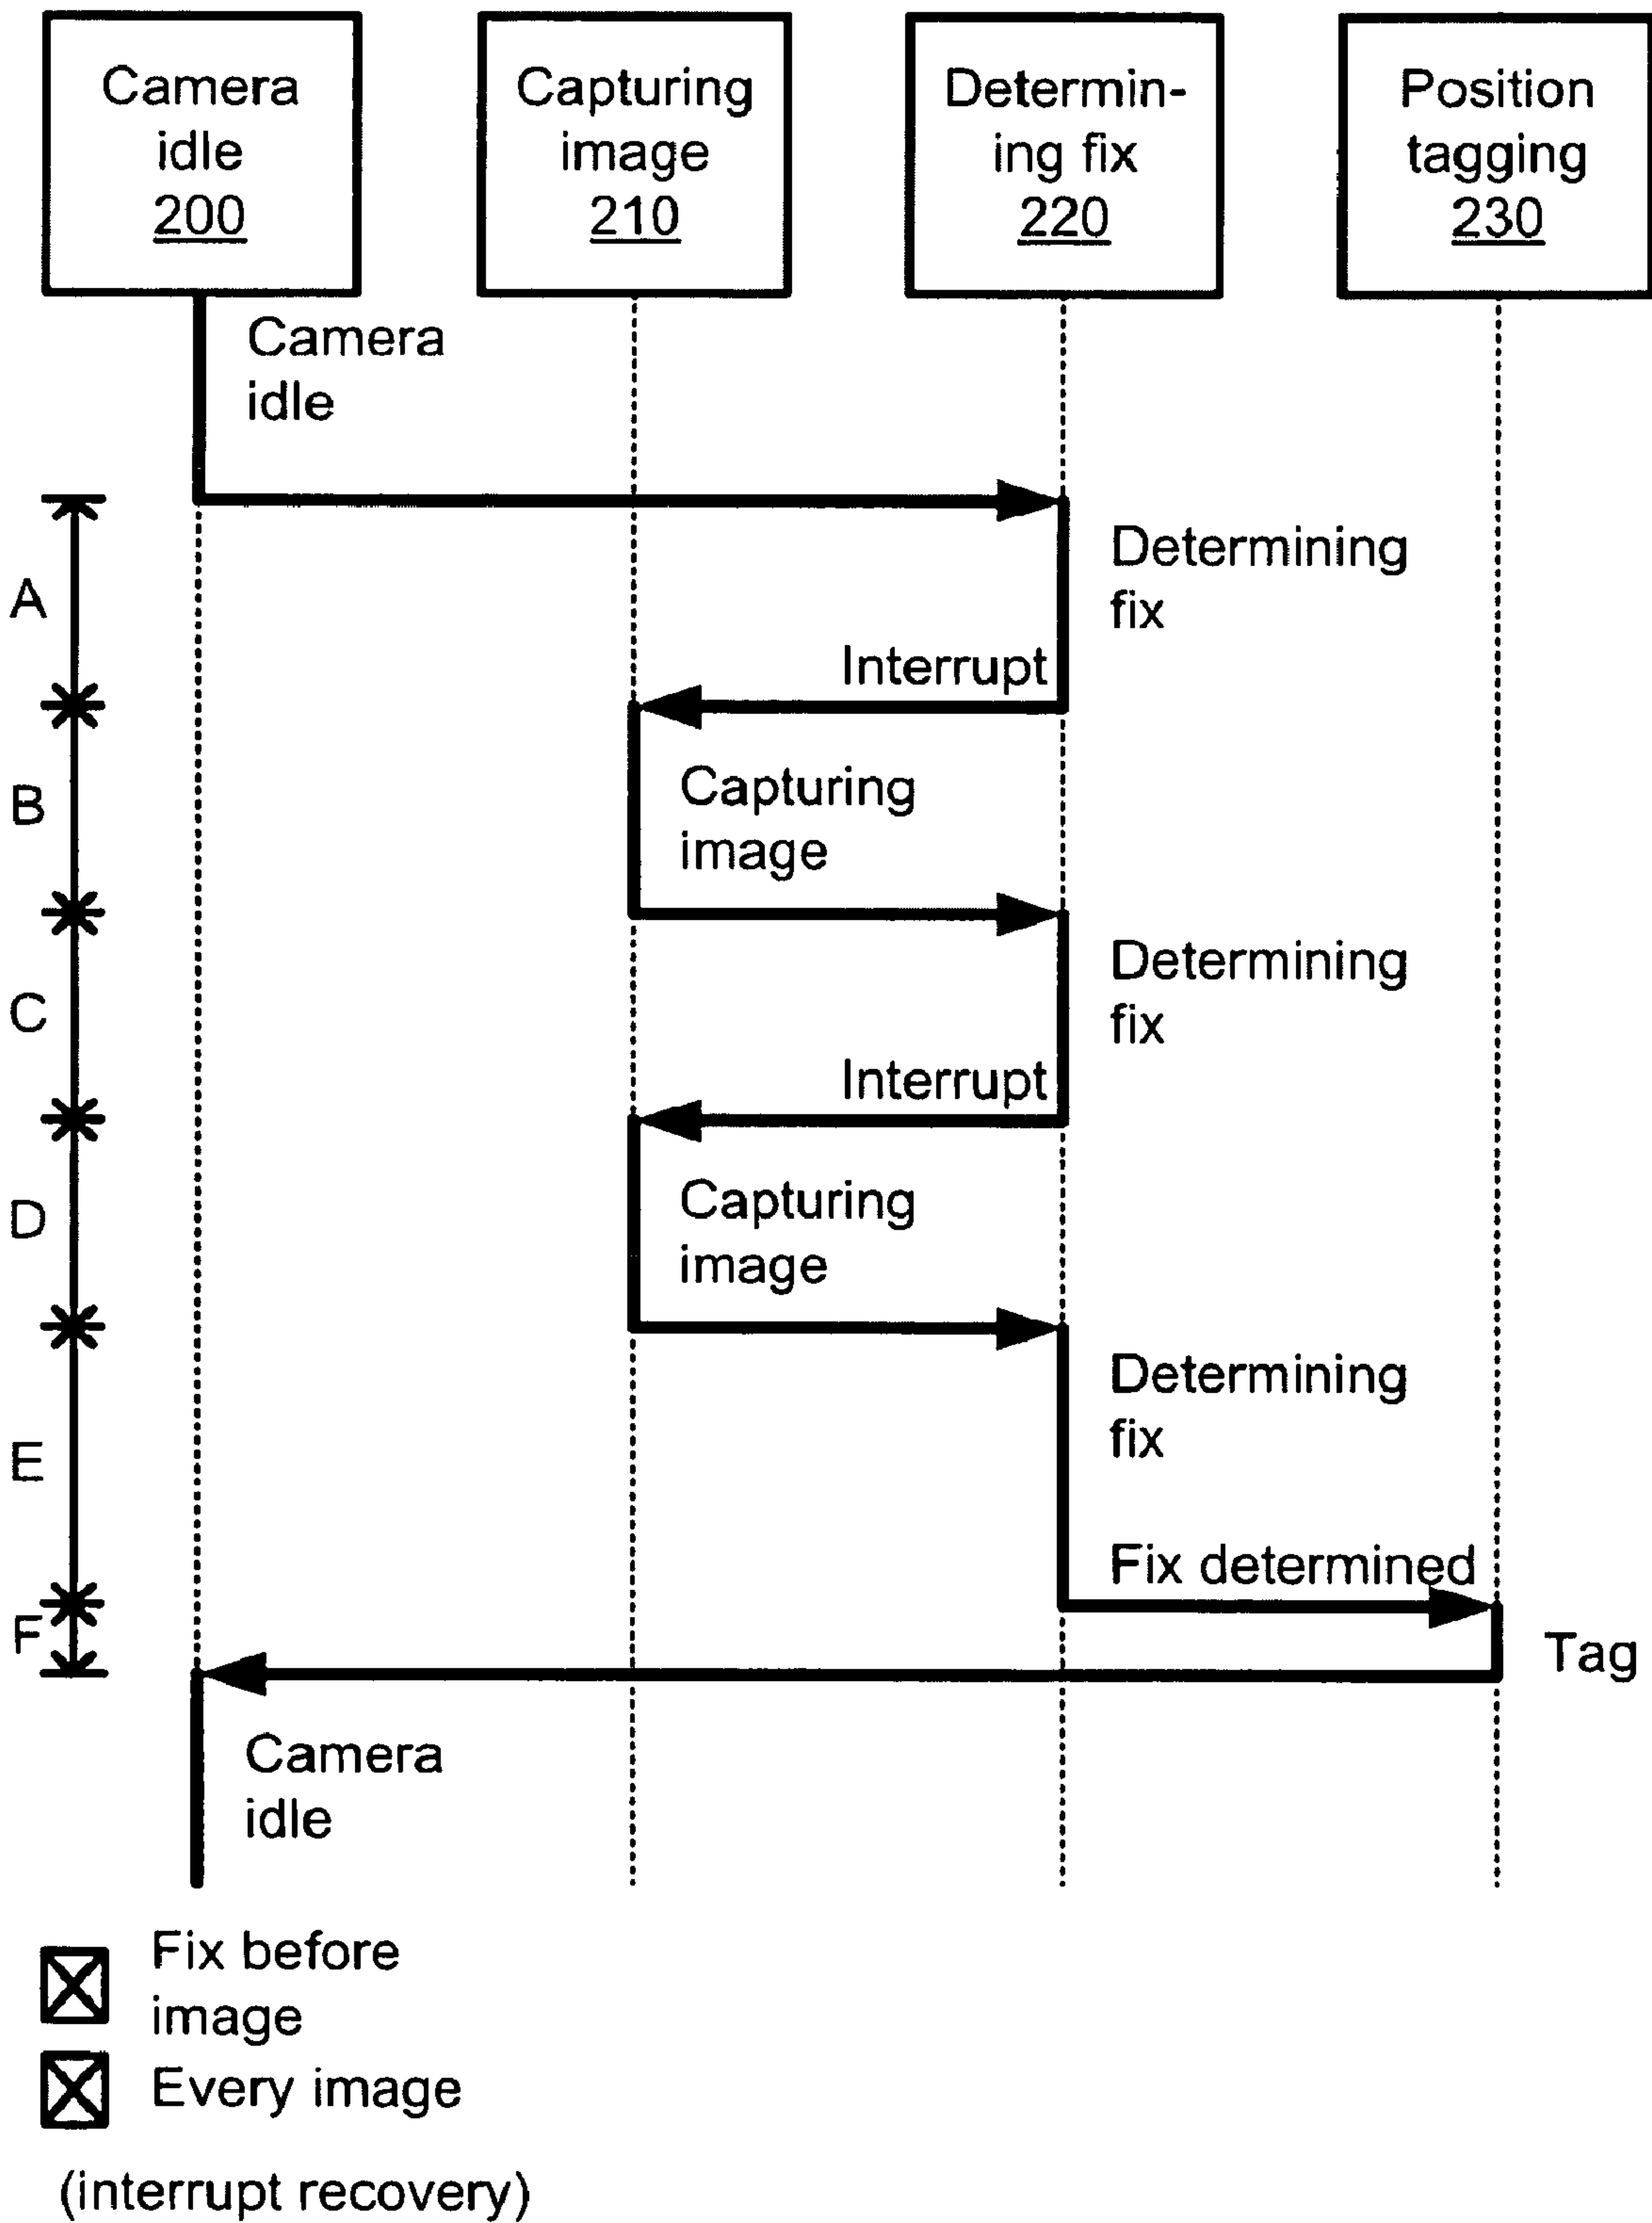 Camera
idle
200
Capturing
image
210
Determin-
ing fix
220
Position
tagging
230
Camera
idle
A
Determining
fix
Interrupt
B
Capturing
image
C
Determining
fix
Interrupt
D
Capturing
image
E
Determining
fix
Fix determined
F
Tag
Camera
idle
Fix before
image
Every image
(interrupt recovery)